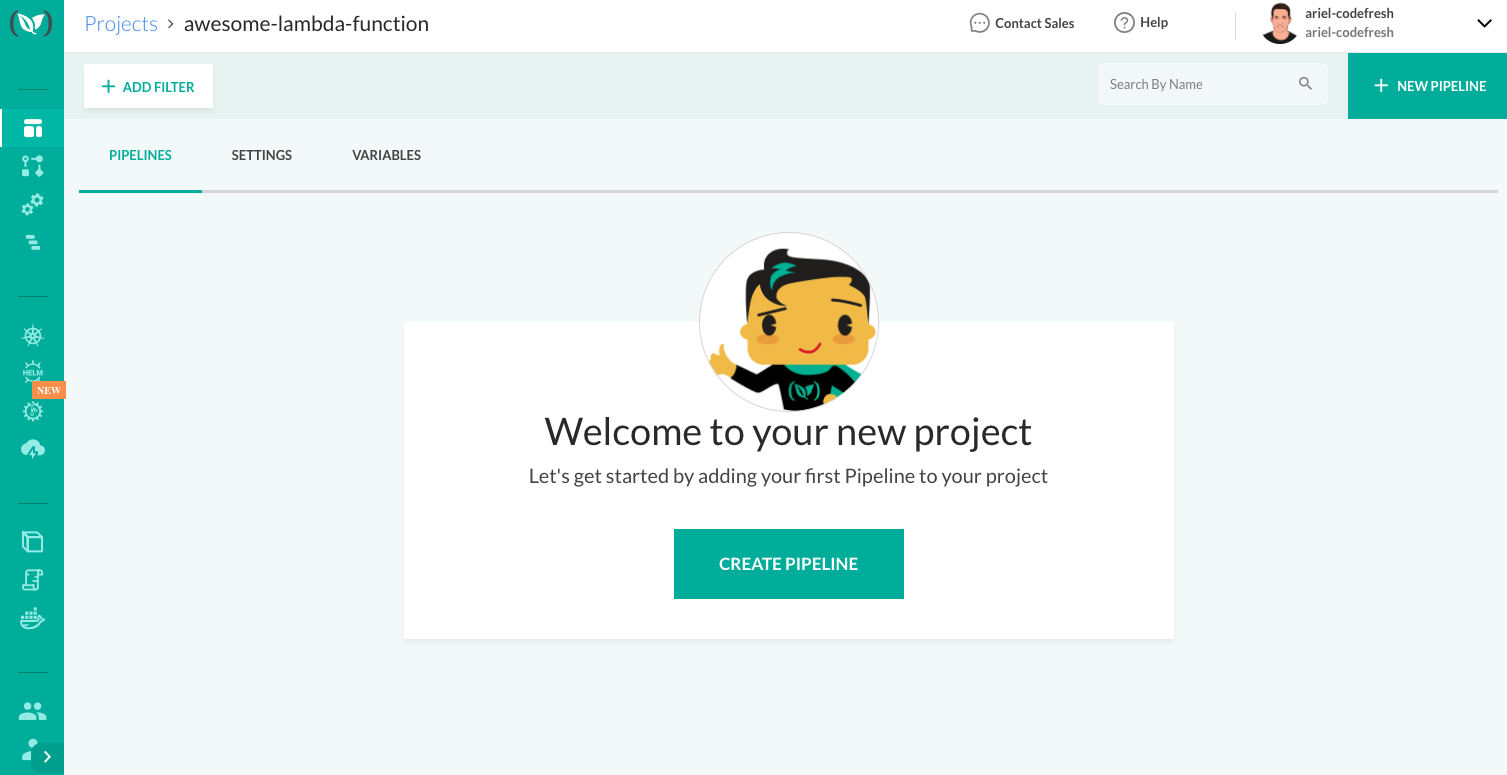 Projects > awesome-lambda-function
Contact Sales
Help
ariel-codefresh
ariel-codefresh
ADD FILTER
Search By Name
NEW PIPELINE
PIPELINES
SETTINGS
VARIABLES
HELM
NEW
Welcome to your new project
Let's get started by adding your first Pipeline to your project
CREATE PIPELINE